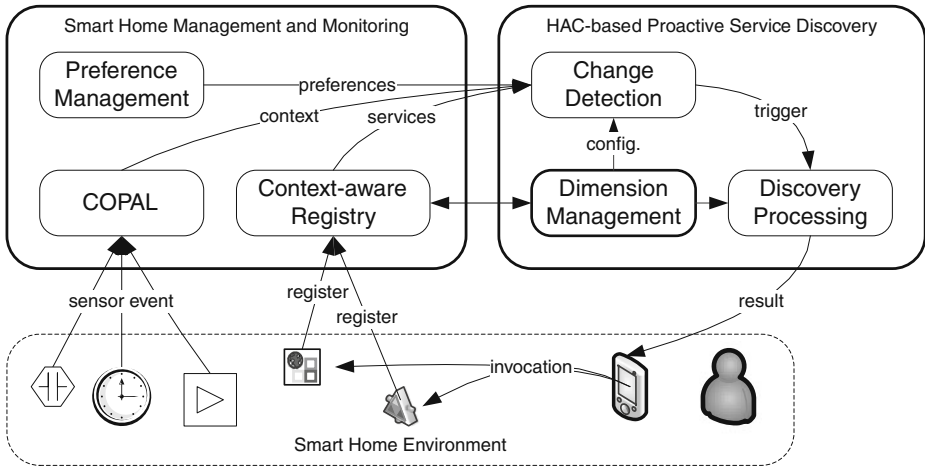 Smart Home Management and Monitoring
HAC-based Proactive Service Discovery
Preference
Management
preferences
Change
Detection
context
services
trigger
config.
COPAL
Context-aware
Registry
Dimension
Management
Discovery
Processing
sensor event
register
register
result
invocation
Smart Home Environment